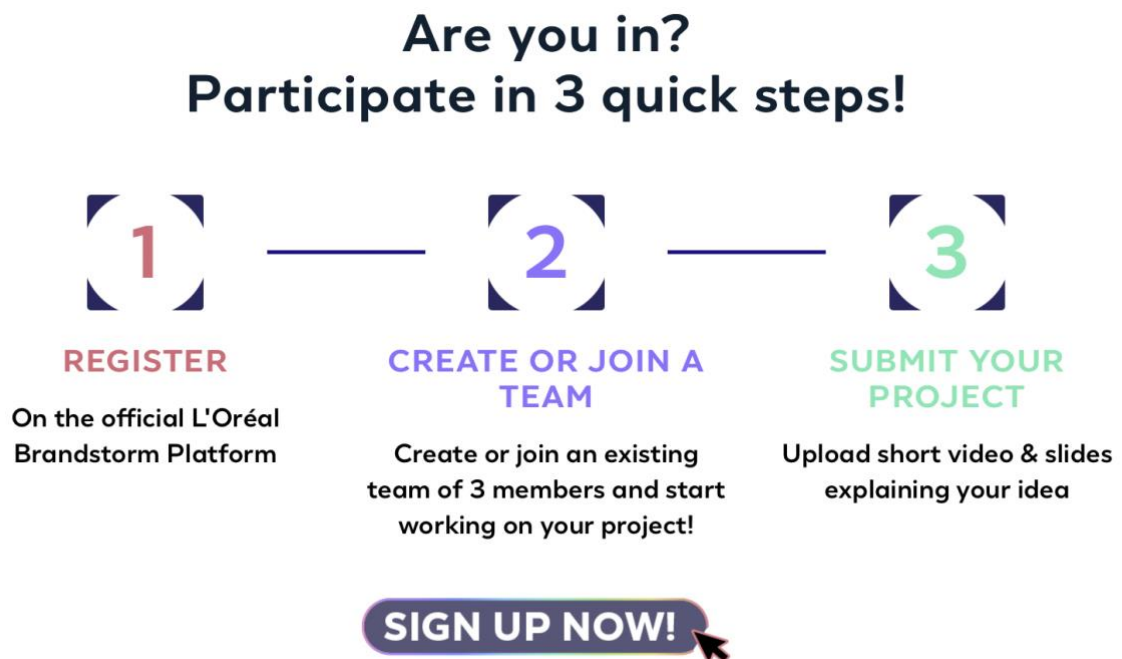 Are you in?
Participate in 3 quick steps!
1
2
3
REGISTER
On the official L'Oréal
Brandstorm Platform
CREATE OR JOIN A
TEAM
Create or join an existing
team of 3 members and start
working on your project!
SUBMIT YOUR
PROJECT
Upload short video & slides
explaining your idea
SIGN UP NOW!